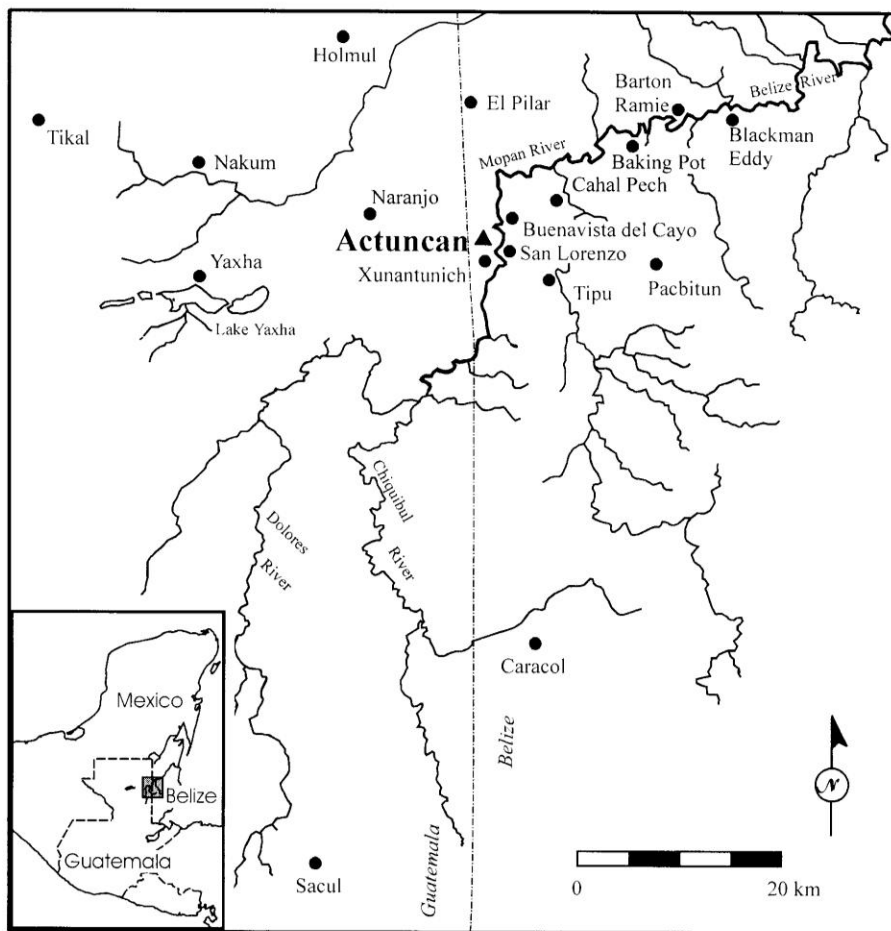 Holmul
Tikal
Nakum
El Pilar
Barton
Ramie
Belize River
Blackman
Eddy
Mopan River
Baking Pot
Cahal Pech
Naranjo
Buenavista del Cayo
Actuncan
San Lorenzo
Xunantunich
Yaxha
Lake Yaxha
Tipu
Pacbitun
Chiquibul
River
Dolores
River
Caracol
Sacul
Guatemala
Belize
Mexico
Belize
Guatemala
N
0 20 km